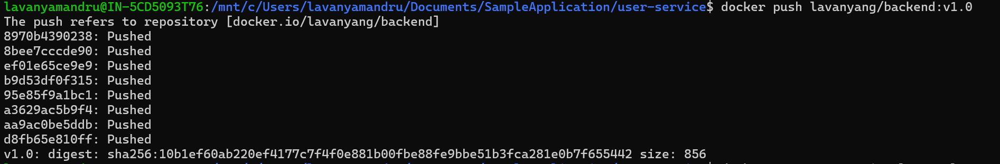 lavanyamandru@IN-5CD5093T76:/mnt/c/Users/lavanyamandru/Documents/SampleApplication/user-service$ docker push lavanyang/backend:v1.0
The push refers to repository [docker.io/lavanyang/backend]
8970b4390238: Pushed
8bee7cccde90: Pushed
ef01e65ce9e9: Pushed
b9d53df0f315: Pushed
95e85f9a1bc1: Pushed
a3629ac5b9f4: Pushed
aa9ac0be5ddb: Pushed
d8fb65e810ff: Pushed
v1.0: digest: sha256:10b1ef60ab220ef4177c7f4f0e881b00fbe88fe9bbe51b3fca281e0b7f655442 size: 856